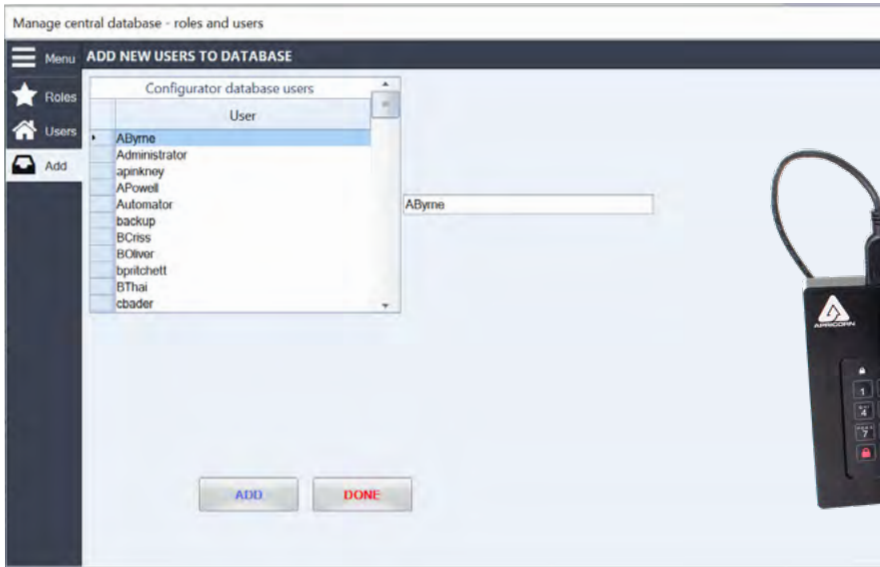 Manage central database - roles and users
Menu
ADD NEW USERS TO DATABASE
Roles
Users
Add
Configurator database users
User
AByrne
Administrator
apinkney
APowell
Automator
backup
BCriss
BOliver
bpritchett
BThai
cbader
AByrne
ADD
DONE
APRICORN
1
4
7